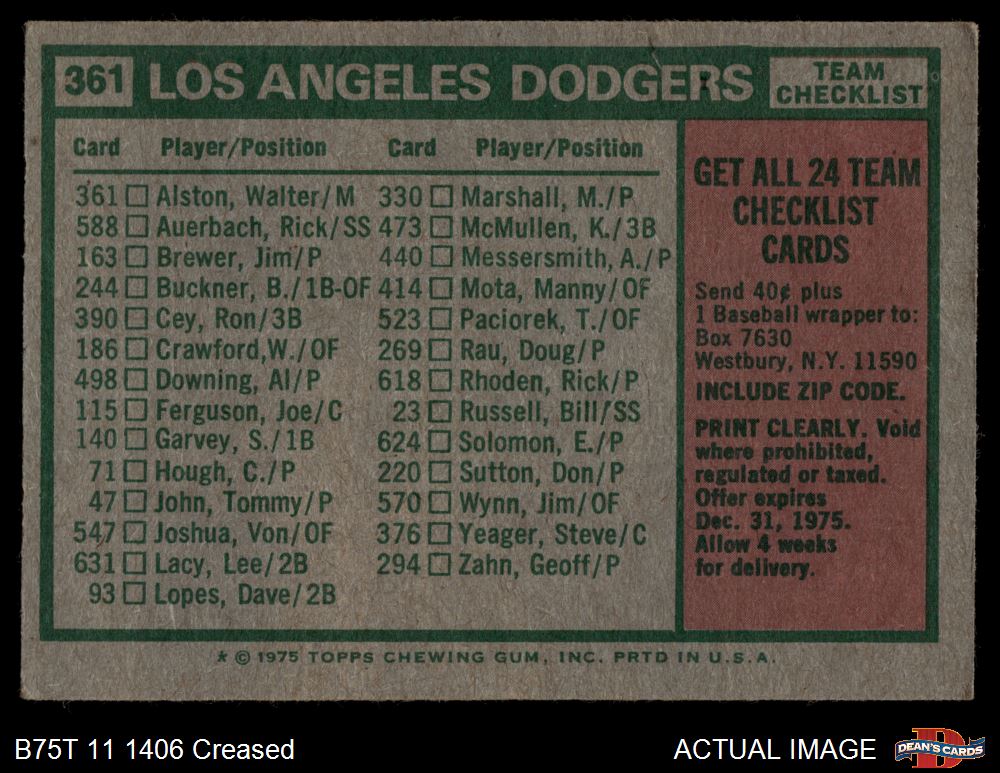 361 LOS ANGELES DODGERS TEAM CHECKLIST
Card Player/Position Card Player/Position
361 □ Alston, Walter/M
588 □ Auerbach, Rick/SS
163 □ Brewer, Jim/P
244 □ Buckner, B./1B-OF
390 □ Cey, Ron/3B
186 □ Crawford,W./OF
498 □ Downing, Al/P
115 □ Ferguson, Joe/C
140 □ Garvey, S./1B
71 □ Hough, C./P
47 □ John, Tommy/P
547 □ Joshua, Von/OF
631 □ Lacy, Lee/2B
93 □ Lopes, Dave/2B
330 □ Marshall, M./P
473 □ McMullen, K./3B
440 □ Messersmith, A./P
414 □ Mota, Manny/OF
523 □ Paciorek, T./OF
269 □ Rau, Doug/P
618 □ Rhoden, Rick/P
23 □ Russell, Bill/SS
624 □ Solomon, E./P
220 □ Sutton, Don/P
570 □ Wynn, Jim/OF
376 □ Yeager, Steve/C
294 □ Zahn, Geoff/P
GET ALL 24 TEAM
CHECKLIST
CARDS
Send 40¢ plus
1 Baseball wrapper to:
Box 7630
Westbury, N.Y. 11590
INCLUDE ZIP CODE.
PRINT CLEARLY. Void
where prohibited,
regulated or taxed.
Offer expires
Dec. 31, 1975.
Allow 4 weeks
for delivery.
* © 1975 TOPPS CHEWING GUM, INC. PRTD IN U.S.A.
B75T 11 1406 Creased
ACTUAL IMAGE
DEAN'S CARDS